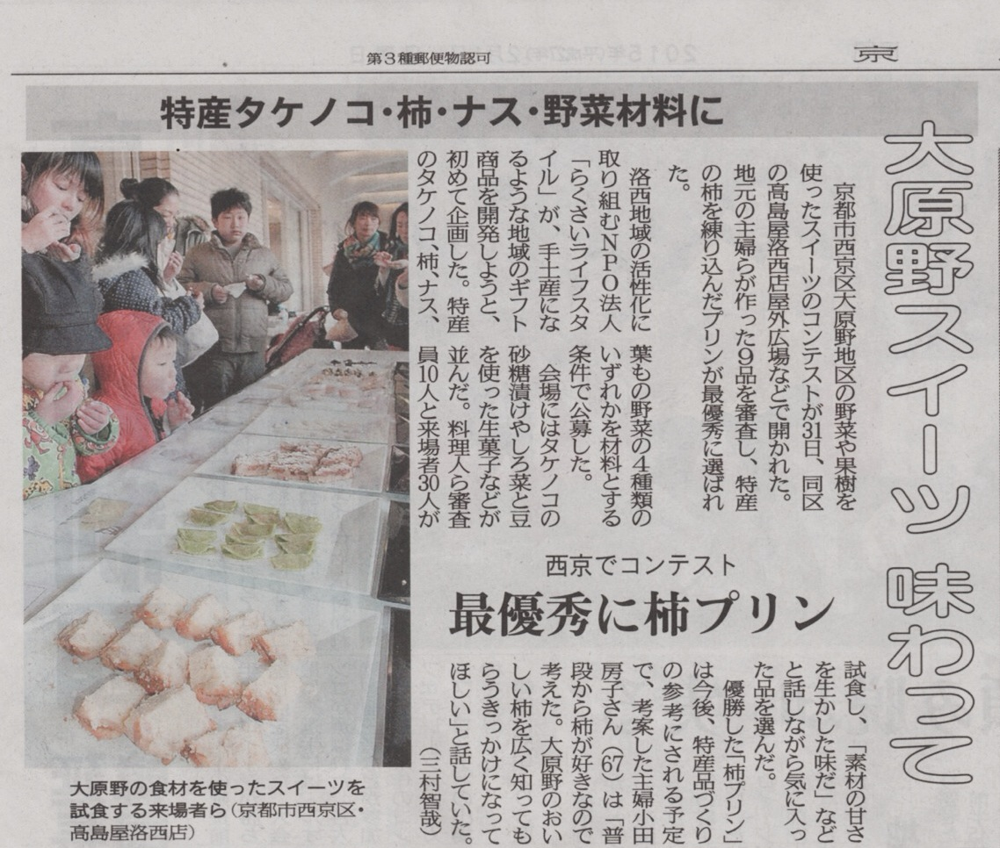 第3種郵便物認可
京
特産タケノコ・柿・ナス・野菜材料に
大原野スイーツ 味わって
京都市西京区大原野地区の野菜や果樹を
使ったスイーツのコンテストが31日、同区
の高島屋洛西店屋外広場などで開かれた。
地元の主婦らが作った9品を審査し、特産
の柿を練り込んだプリンが最優秀に選ばれ
た。
洛西地域の活性化に
取り組むNPO法人
「らくさいライフスタ
イル」が、手土産にな
るような地域のギフト
商品を開発しようと、
初めて企画した。特産
のタケノコ、柿、ナス、
葉もの野菜の4種類の
いずれかを材料とする
条件で公募した。
会場にはタケノコの
砂糖漬けやしろ菜と豆
を使った生菓子などが
並んだ。料理人ら審査
員10人と来場者30人が
西京でコンテスト
最優秀に柿プリン
試食し、「素材の甘さ
を生かした味だ」など
と話しながら気に入っ
た品を選んだ。
優勝した「柿プリン」
は今後、特産品づくり
の参考にされる予定
で、考案した主婦小田
房子さん(67)は「普
段から柿が好きなので
考えた。大原野のおい
しい柿を広く知っても
らうきっかけになって
ほしい」と話していた。
(三村智哉)
大原野の食材を使ったスイーツを
試食する来場者ら(京都市西京区・
高島屋洛西店)